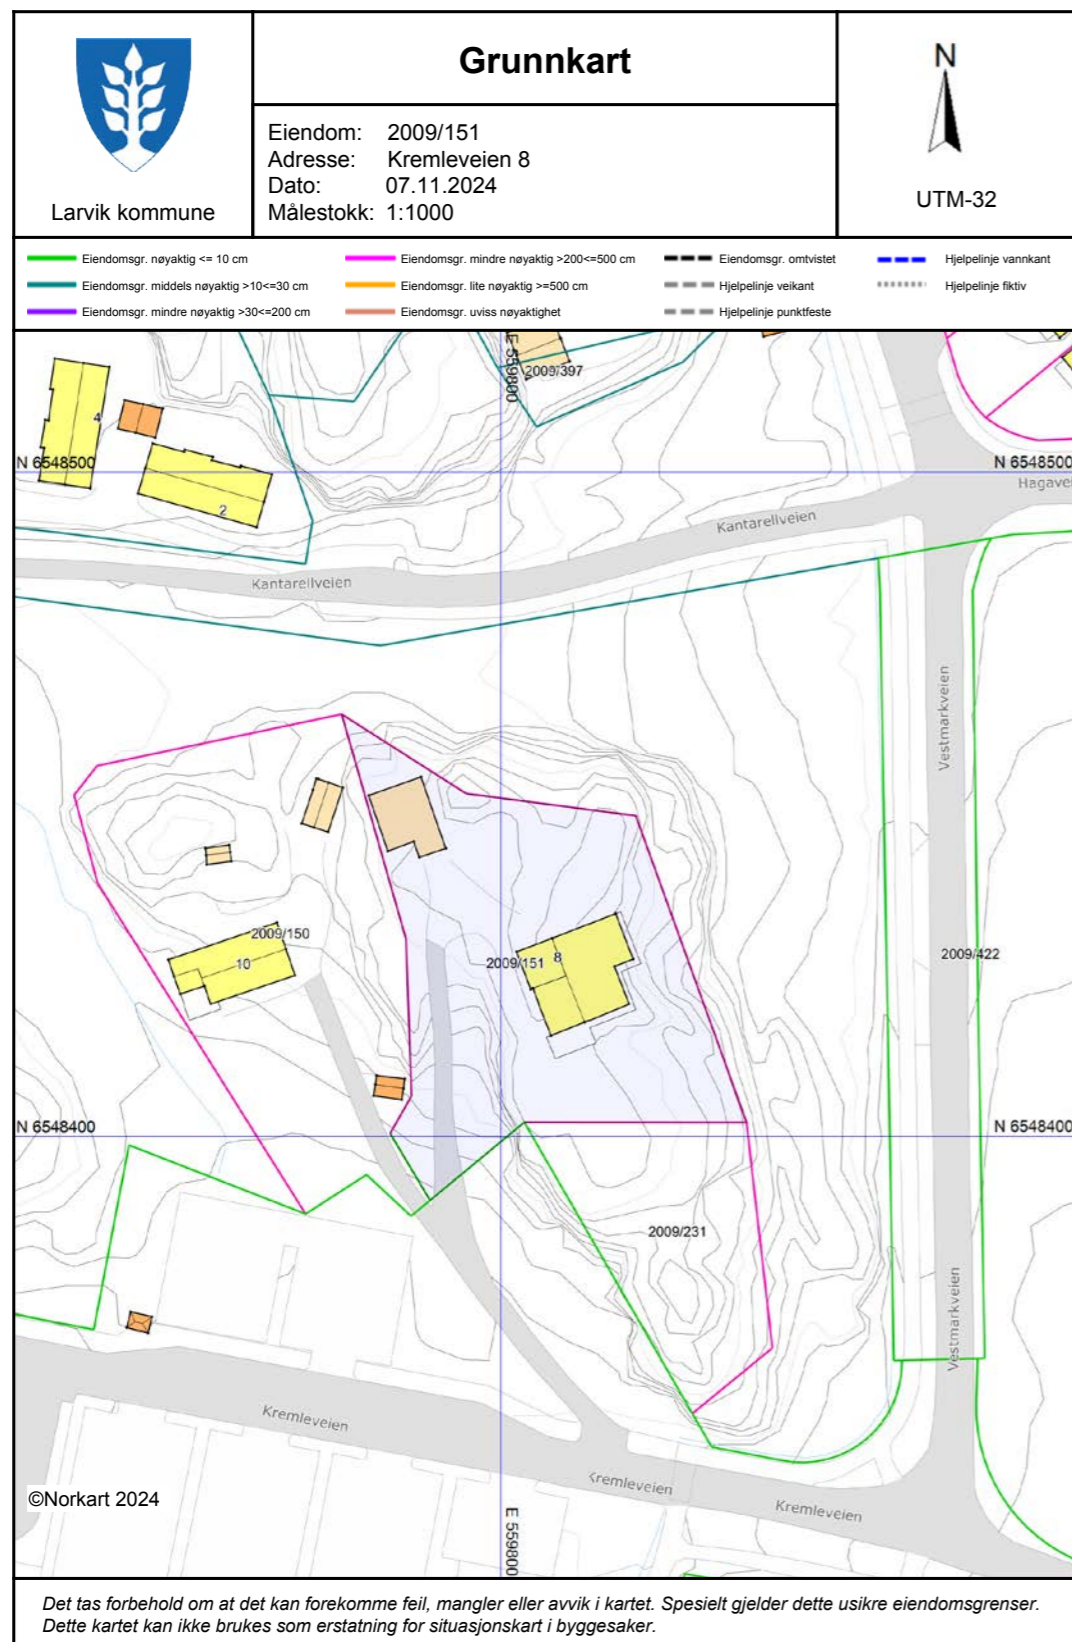 Larvik kommune
Grunnkart
Eiendom: 2009/151
Adresse: Kremleveien 8
Dato: 07.11.2024
Målestokk: 1:1000
N
UTM-32
Eiendomsgr. nøyaktig <= 10 cm
Eiendomsgr. middels nøyaktig >10<=30 cm
Eiendomsgr. mindre nøyaktig >30<=200 cm
Eiendomsgr. mindre nøyaktig >200<=500 cm
Eiendomsgr. lite nøyaktig >=500 cm
Eiendomsgr. uviss nøyaktighet
Eiendomsgr. omtvistet
Hjelpelinje veikant
Hjelpelinje punktfeste
Hjelpelinje vannkant
Hjelpelinje fiktiv
E 559800
2009/397
4
N 6548500
N 6548500
Hagavei
2
Kantarellveien
Kantarellveien
Vestmarkveien
2009/150
10
2009/151
8
2009/422
N 6548400
N 6548400
2009/231
Vestmarkveien
Kremleveien
Kremleveien
Kremleveien
©Norkart 2024
E 559800
Det tas forbehold om at det kan forekomme feil, mangler eller avvik i kartet. Spesielt gjelder dette usikre eiendomsgrenser.
Dette kartet kan ikke brukes som erstatning for situasjonskart i byggesaker.